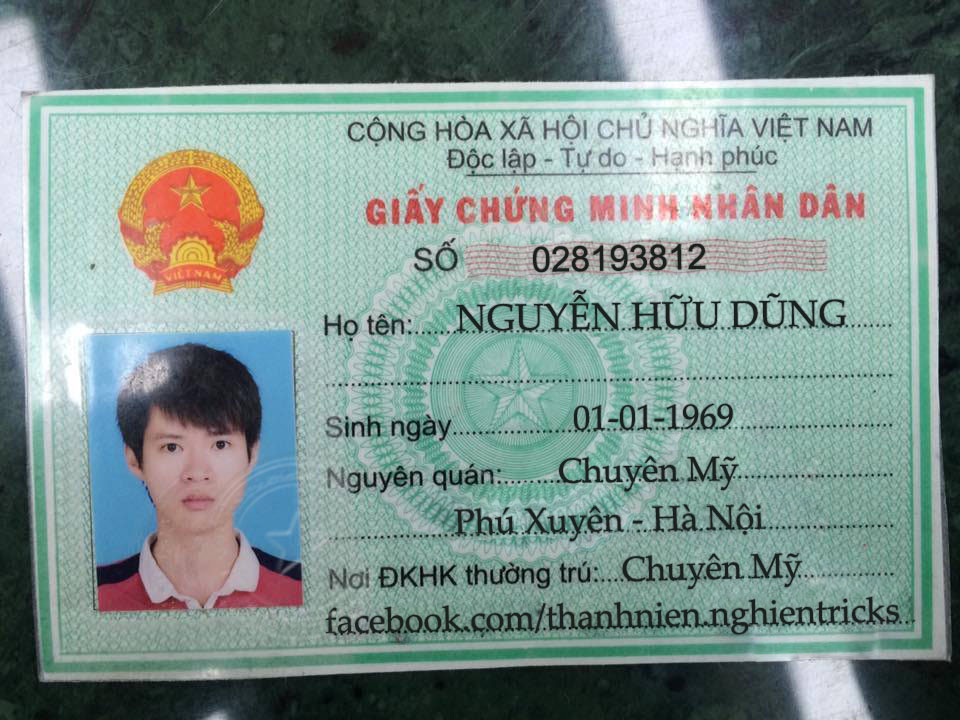 CỘNG HÒA XÃ HỘI CHỦ NGHĨA VIỆT NAM
Độc lập - Tự do - Hạnh phúc
GIẤY CHỨNG MINH NHÂN DÂN
SỐ 028193812
VIỆT NAM
Họ tên: NGUYỄN HỮU DŨNG
Sinh ngày 01-01-1969
Nguyên quán: Chuyên Mỹ
Phú Xuyên - Hà Nội
Nơi ĐKHK thường trú: Chuyên Mỹ
facebook.com/thanhnien.nghientricks